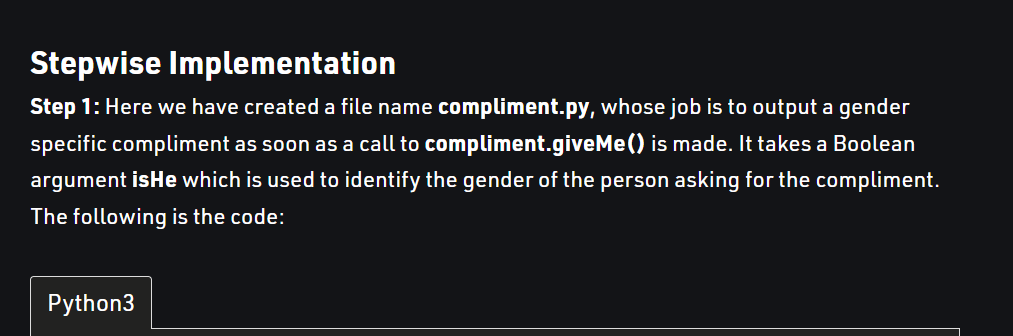 Stepwise Implementation
Step 1: Here we have created a file name compliment.py, whose job is to output a gender
specific compliment as soon as a call to compliment.giveMe() is made. It takes a Boolean
argument isHe which is used to identify the gender of the person asking for the compliment.
The following is the code:
Python3